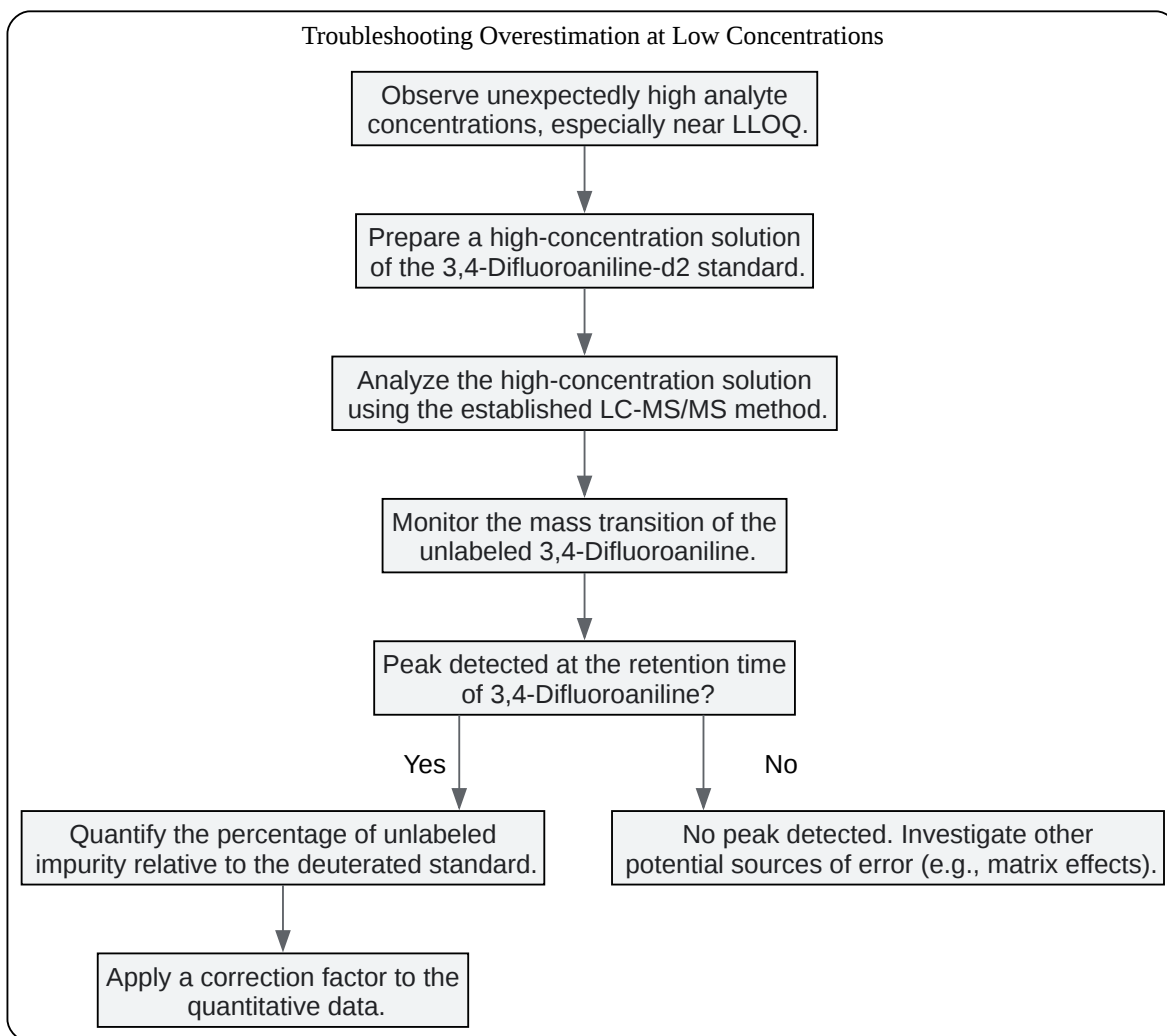 Troubleshooting Overestimation at Low Concentrations
Observe unexpectedly high analyte
concentrations, especially near LLOQ.
Prepare a high-concentration solution
of the 3,4-Difluoroaniline-d2 standard.
Analyze the high-concentration solution
using the established LC-MS/MS method.
Monitor the mass transition of the
unlabeled 3,4-Difluoroaniline.
Peak detected at the retention time
of 3,4-Difluoroaniline?
Yes
No
Quantify the percentage of unlabeled
impurity relative to the deuterated standard.
No peak detected. Investigate other
potential sources of error (e.g., matrix effects).
Apply a correction factor to the
quantitative data.